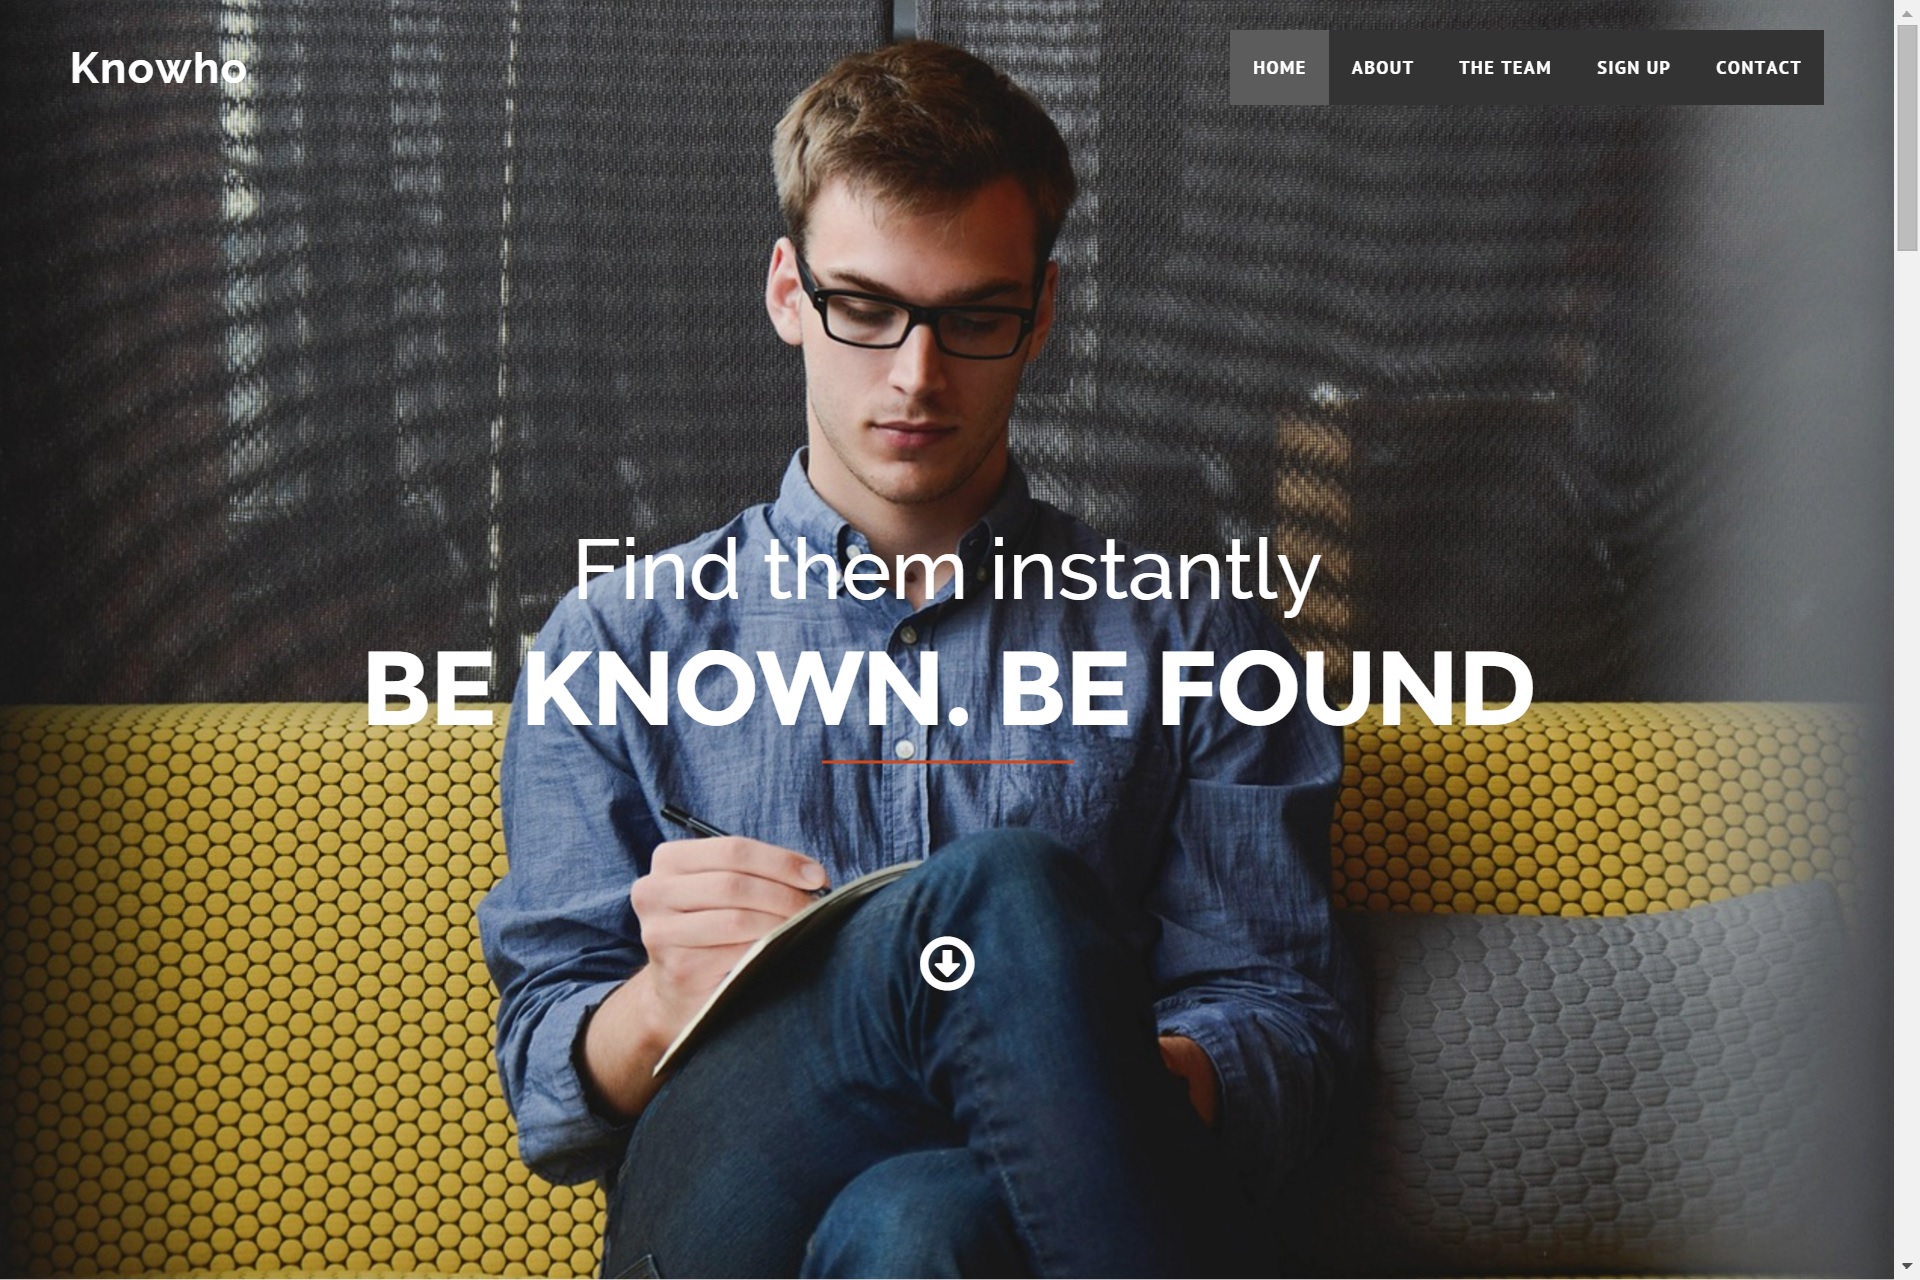 Knowho
HOME ABOUT THE TEAM SIGN UP CONTACT
Find them instantly
BE KNOWN. BE FOUND